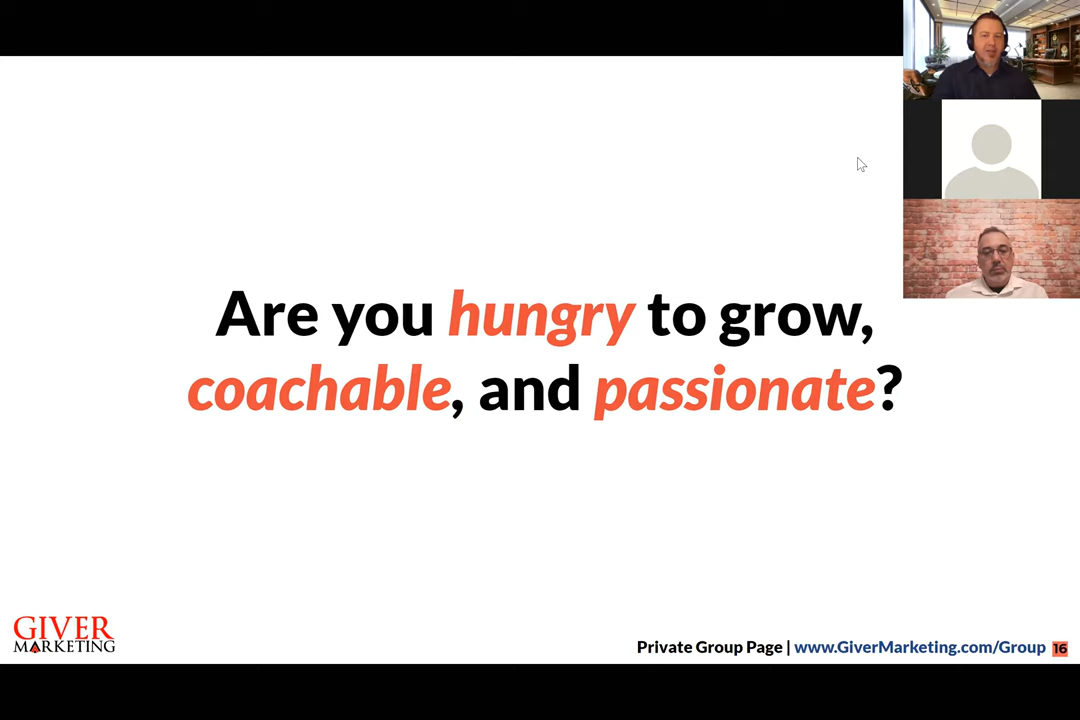 Are you hungry to grow,
coachable, and passionate?
GIVER
MARKETING
Private Group Page | www.GiverMarketing.com/Group 16